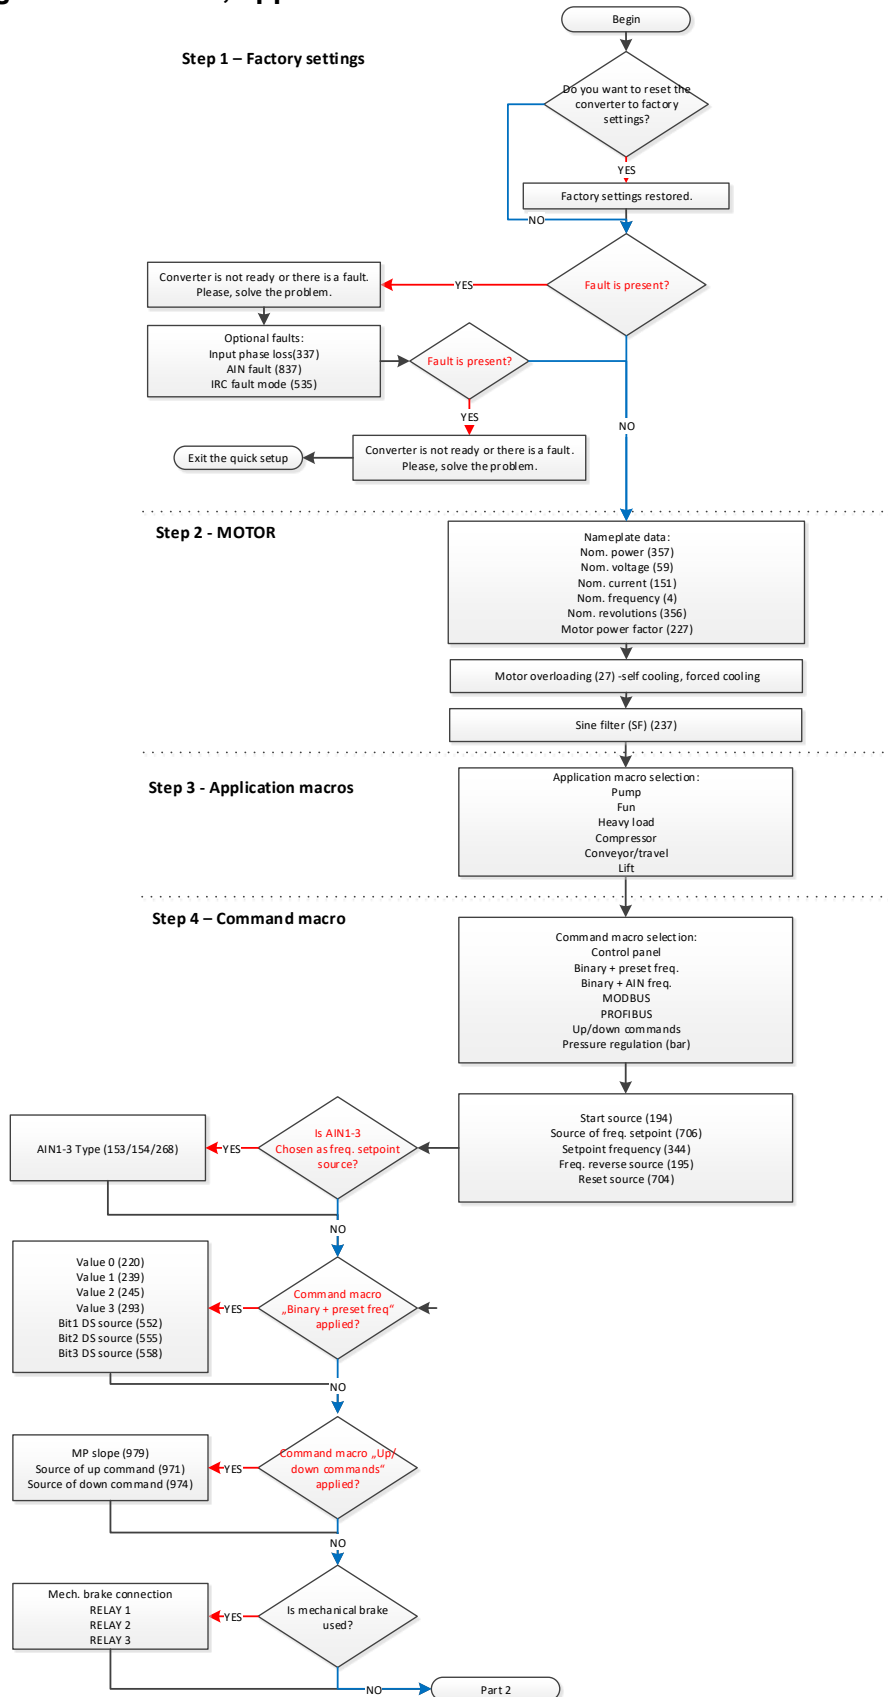 Begin
Step 1 – Factory settings
Do you want to reset the
converter to factory
settings?
YES
Factory settings restored.
NO
Fault is present?
YES
Converter is not ready or there is a fault.
Please, solve the problem.
Optional faults:
Input phase loss(337)
AIN fault (837)
IRC fault mode (535)
Fault is present?
YES
NO
Converter is not ready or there is a fault.
Please, solve the problem.
Exit the quick setup
Step 2 - MOTOR
Nameplate data:
Nom. power (357)
Nom. voltage (59)
Nom. current (151)
Nom. frequency (4)
Nom. revolutions (356)
Motor power factor (227)
Motor overloading (27) -self cooling, forced cooling
Sine filter (SF) (237)
Step 3 - Application macros
Application macro selection:
Pump
Fun
Heavy load
Compressor
Conveyor/travel
Lift
Step 4 – Command macro
Command macro selection:
Control panel
Binary + preset freq.
Binary + AIN freq.
MODBUS
PROFIBUS
Up/down commands
Pressure regulation (bar)
Start source (194)
Source of freq. setpoint (706)
Setpoint frequency (344)
Freq. reverse source (195)
Reset source (704)
Is AIN1-3
Chosen as freq. setpoint
source?
YES
AIN1-3 Type (153/154/268)
NO
Command macro
„Binary + preset freq“
applied?
YES
Value 0 (220)
Value 1 (239)
Value 2 (245)
Value 3 (293)
Bit1 DS source (552)
Bit2 DS source (555)
Bit3 DS source (558)
NO
Command macro „Up/
down commands“
applied?
YES
MP slope (979)
Source of up command (971)
Source of down command (974)
NO
Is mechanical brake
used?
YES
Mech. brake connection
RELAY 1
RELAY 2
RELAY 3
NO
Part 2